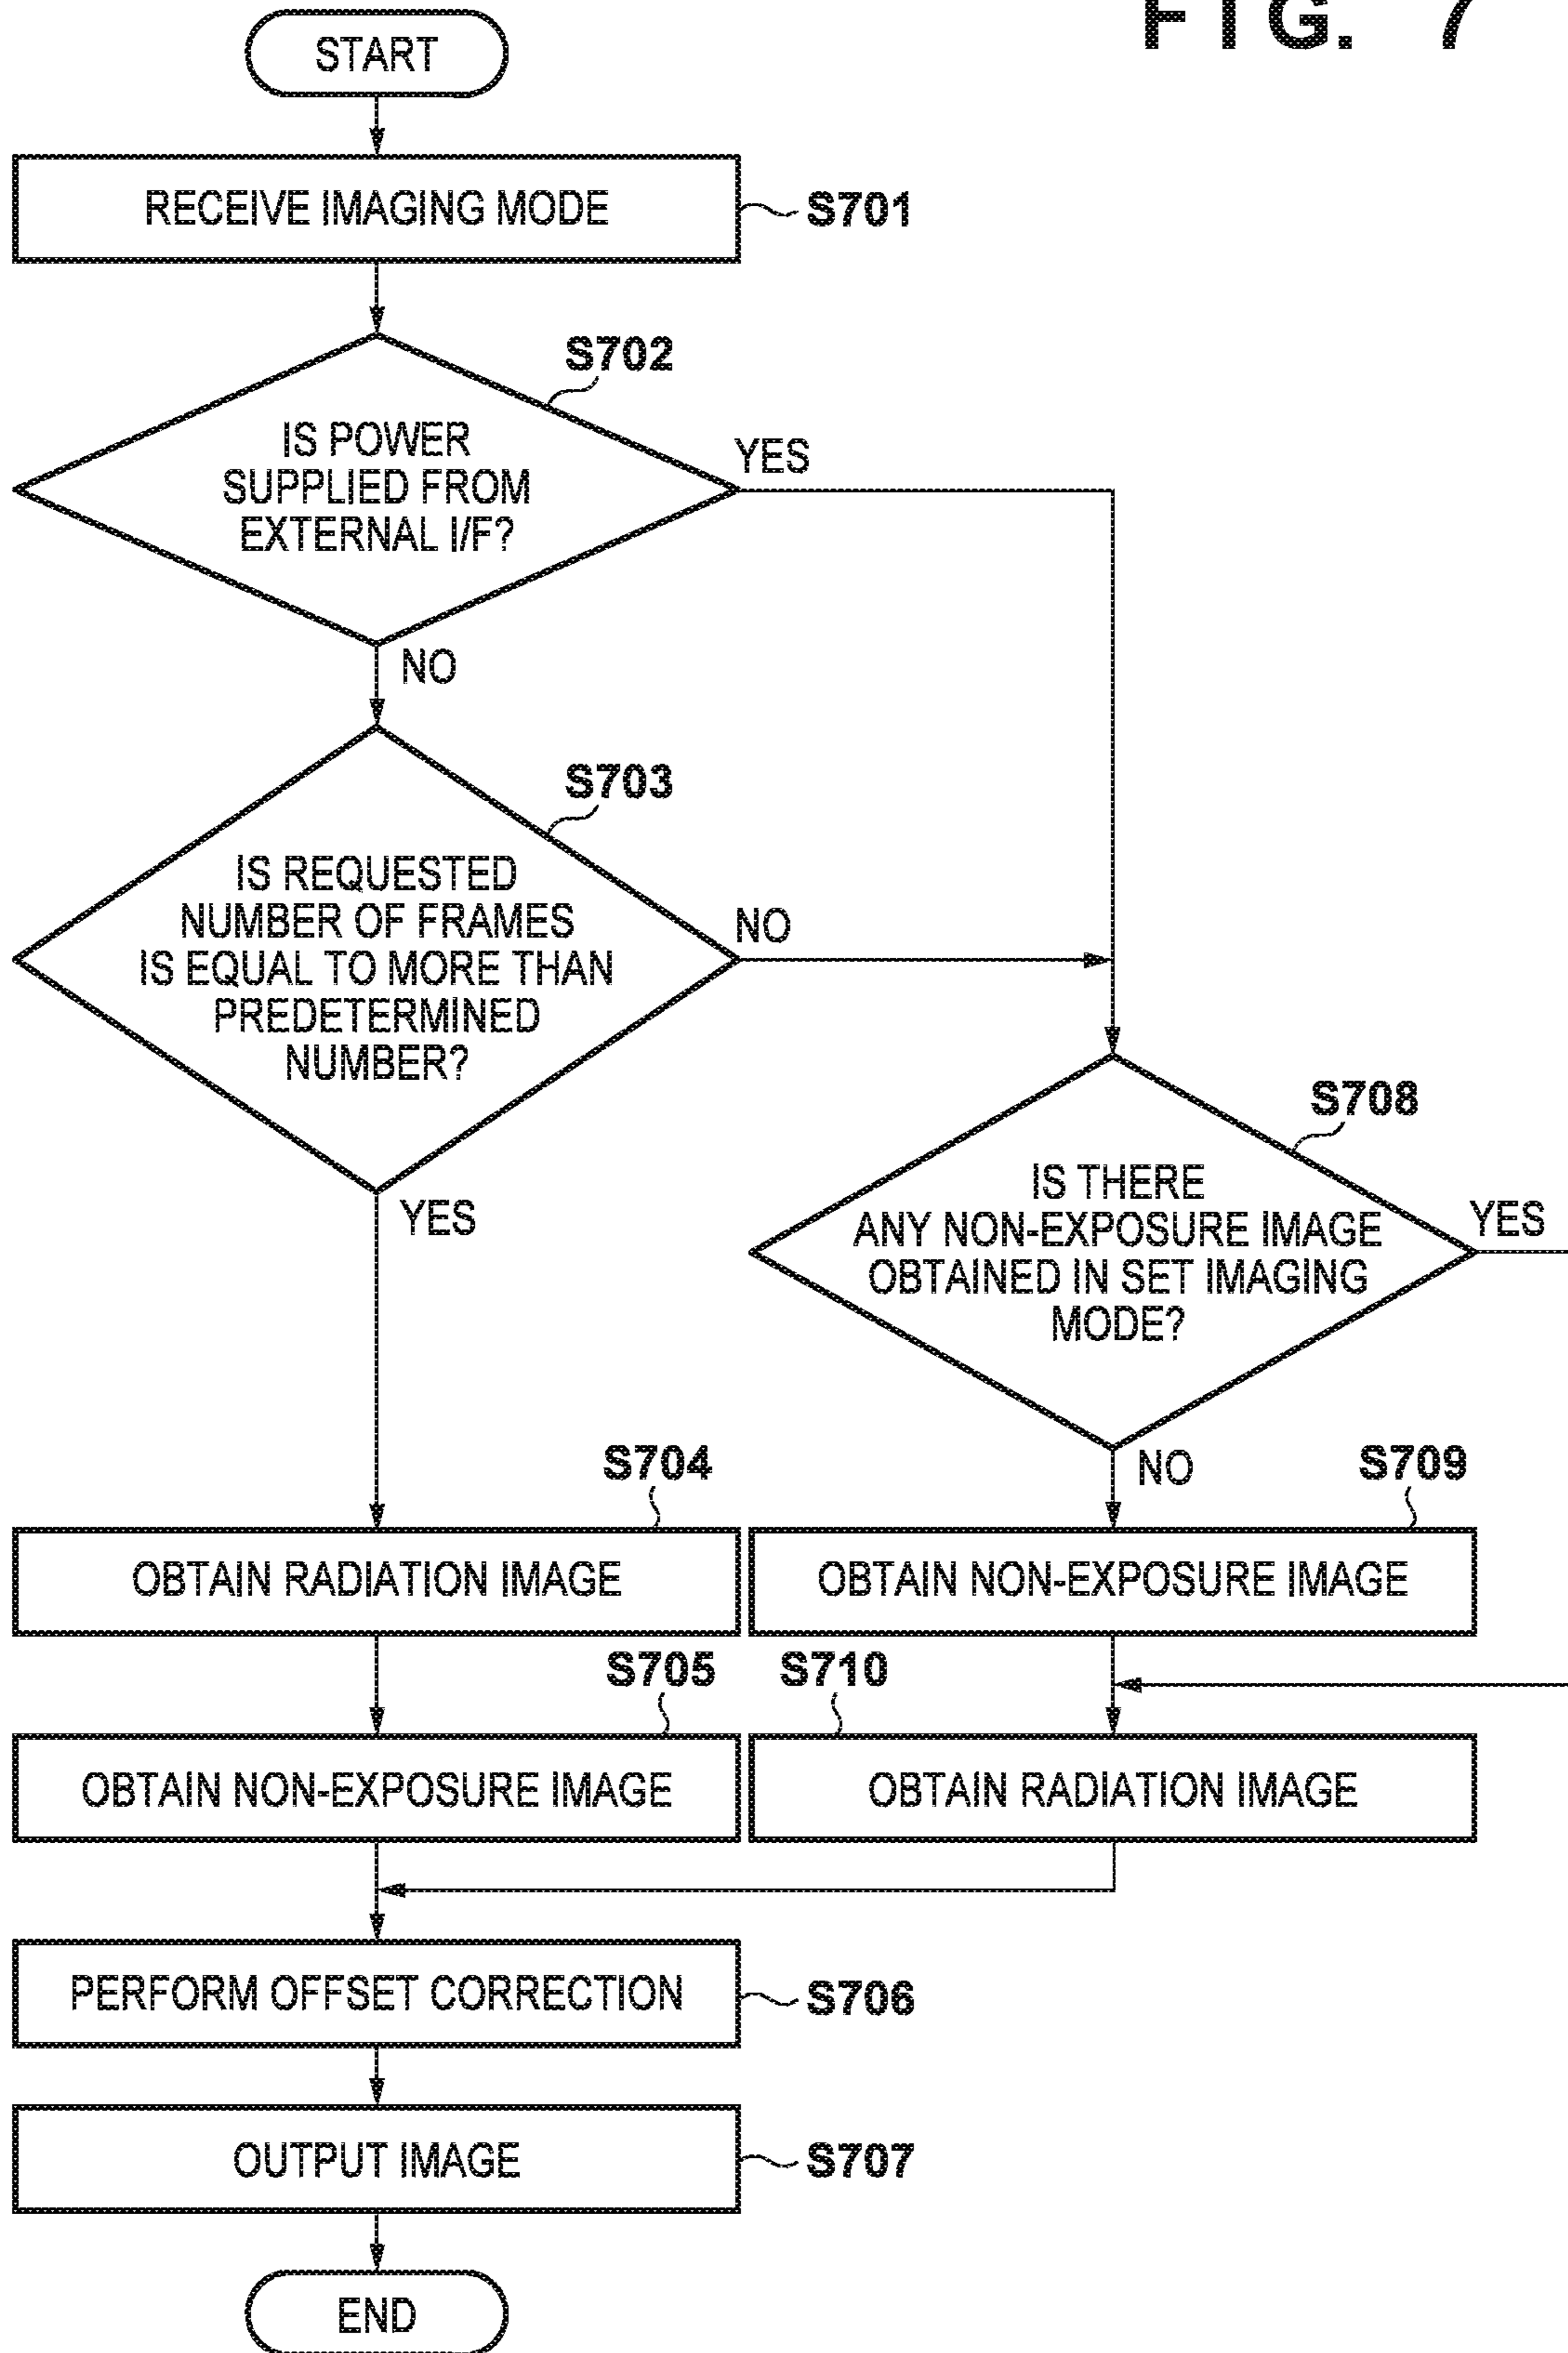 FIG. 7
START
RECEIVE IMAGING MODE
S701
S702
IS POWER
SUPPLIED FROM
EXTERNAL I/F?
YES
NO
S703
IS REQUESTED
NUMBER OF FRAMES
IS EQUAL TO MORE THAN
PREDETERMINED
NUMBER?
NO
YES
S708
IS THERE
ANY NON-EXPOSURE IMAGE
OBTAINED IN SET IMAGING
MODE?
YES
NO
S704
OBTAIN RADIATION IMAGE
S709
OBTAIN NON-EXPOSURE IMAGE
S705
OBTAIN NON-EXPOSURE IMAGE
S710
OBTAIN RADIATION IMAGE
PERFORM OFFSET CORRECTION
S706
OUTPUT IMAGE
S707
END